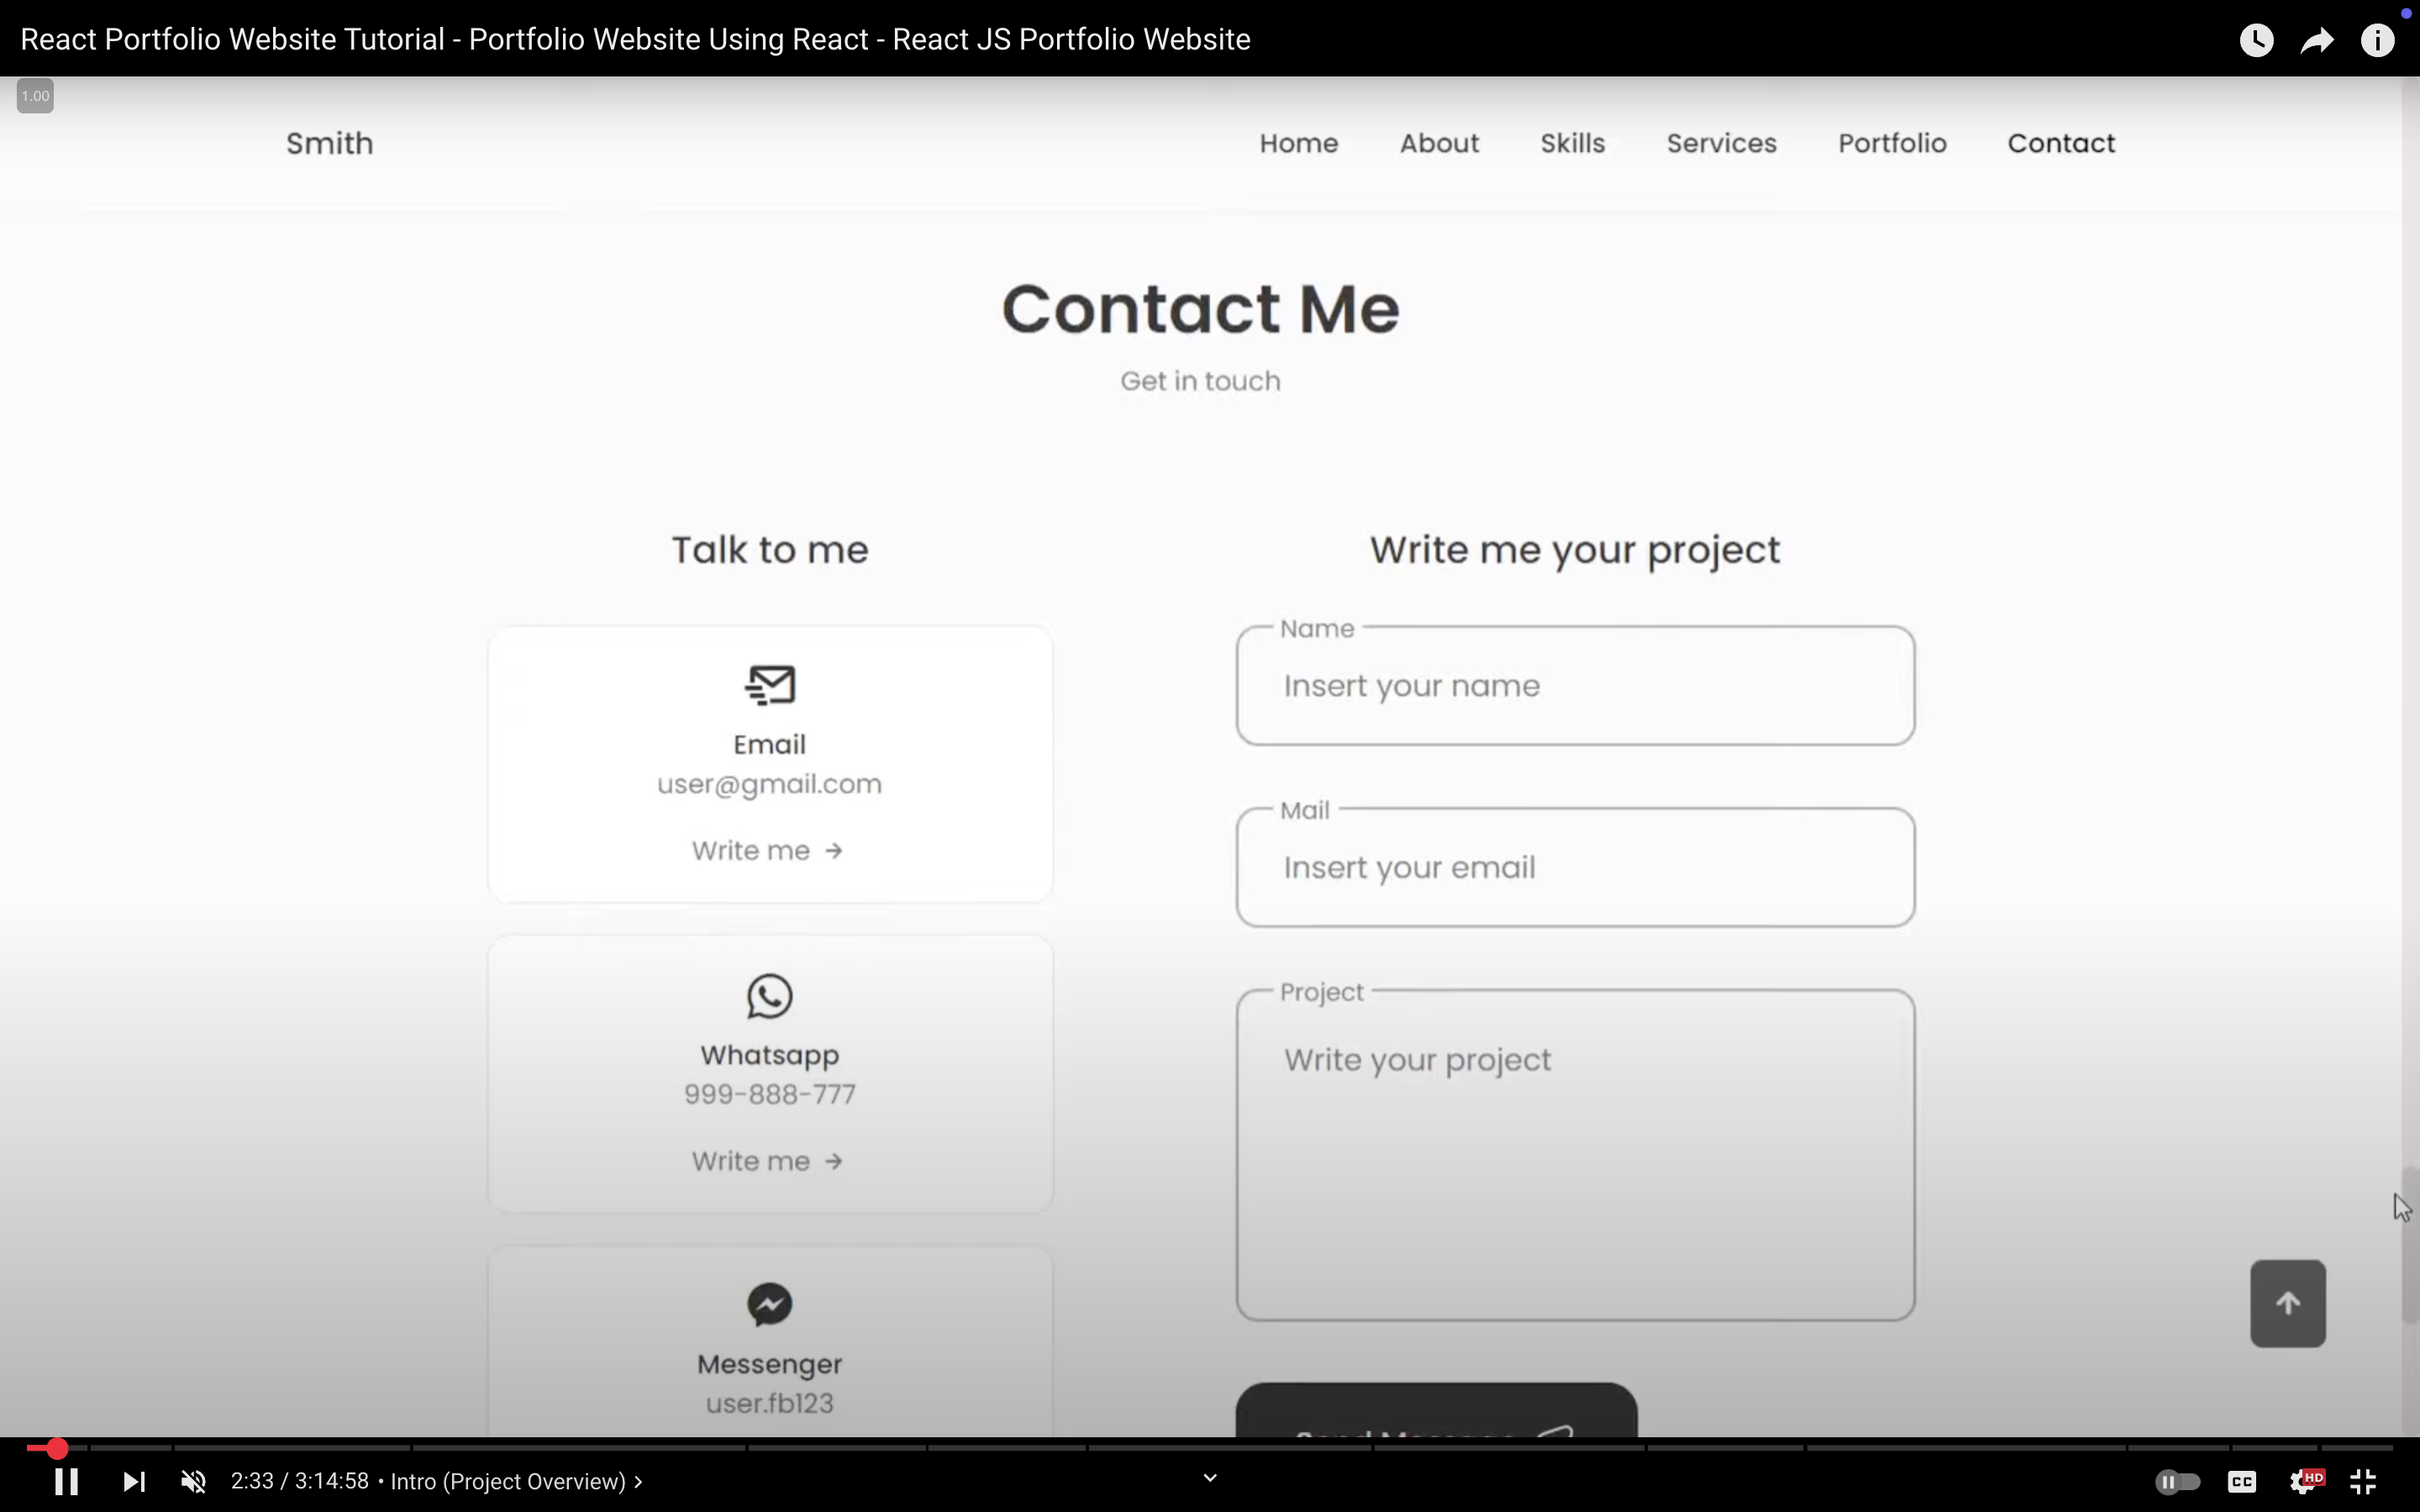 React Portfolio Website Tutorial - Portfolio Website Using React - React JS Portfolio Website
1.00
Smith
Home About Skills Services Portfolio Contact
Contact Me
Get in touch
Talk to me
Email
user@gmail.com
Write me →
Whatsapp
999-888-777
Write me →
Messenger
user.fb123
Write me your project
Name
Insert your name
Mail
Insert your email
Project
Write your project
Send Message
2:33 / 3:14:58 • Intro (Project Overview) >
CC
HD